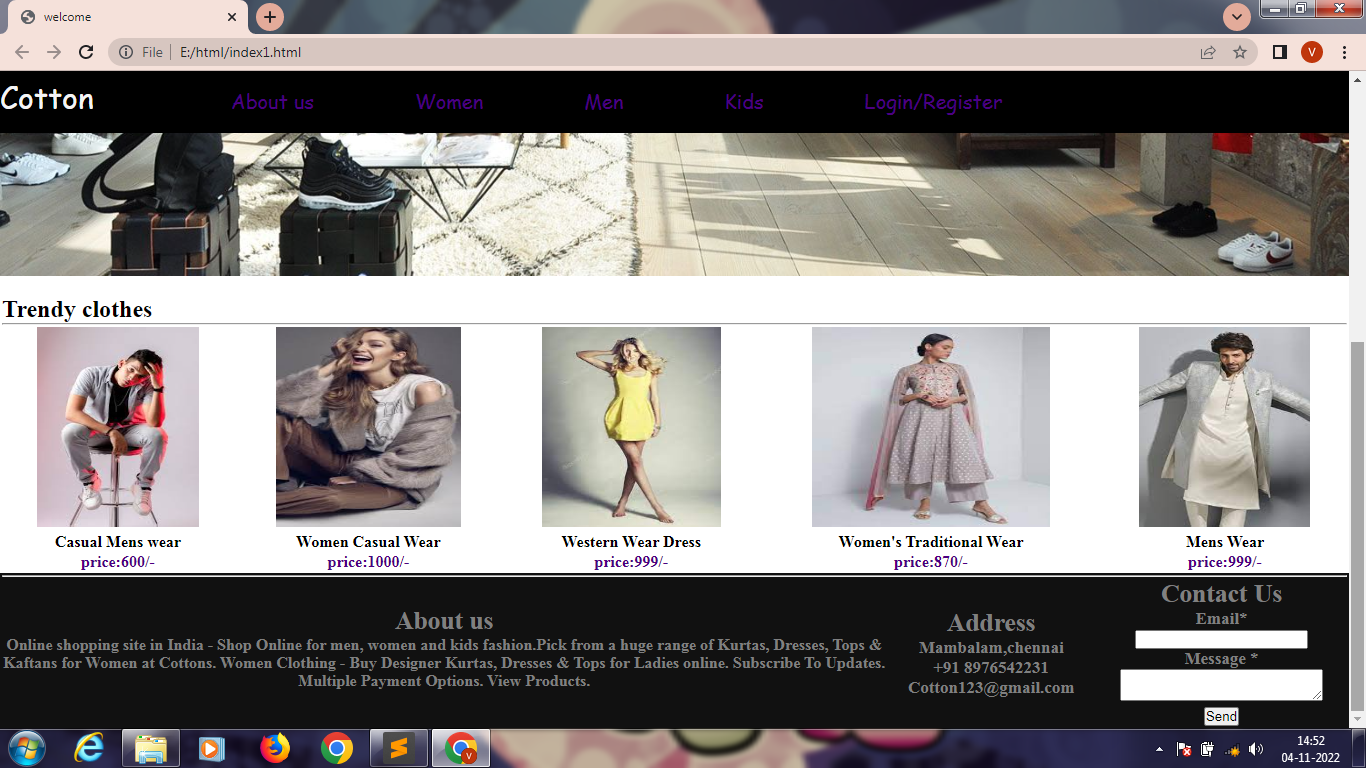 welcome
File E:/html/index1.html
V
Cotton About us Women Men Kids Login/Register
Trendy clothes
Casual Mens wear
price:600/-
Women Casual Wear
price:1000/-
Western Wear Dress
price:999/-
Women's Traditional Wear
price:870/-
Mens Wear
price:999/-
About us
Online shopping site in India - Shop Online for men, women and kids fashion.Pick from a huge range of Kurtas, Dresses, Tops &
Kaftans for Women at Cottons. Women Clothing - Buy Designer Kurtas, Dresses & Tops for Ladies online. Subscribe To Updates.
Multiple Payment Options. View Products.
Address
Mambalam,chennai
+91 8976542231
Cotton123@gmail.com
Contact Us
Email*
Message *
Send
V
14:52
04-11-2022